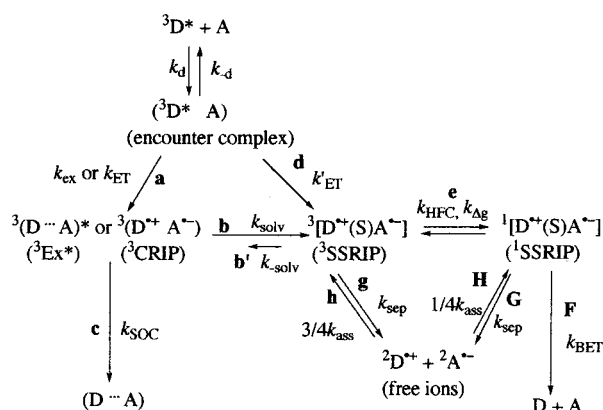 ³D* + A
k_d k_-d
(³D* A)
(encounter complex)
k_ex or k_ET a d k'_ET
e
k_HFC, k_Δg
³(D ··· A)* or ³(D•+ A•−) b k_solv ³[D•+(S)A•−] ¹[D•+(S)A•−]
(³Ex*) (³CRIP) b' k_-solv (³SSRIP) (¹SSRIP)
h g k_sep H G k_sep
c k_SOC 3/4k_ass 1/4k_ass F k_BET
²D•+ + ²A•−
(free ions)
(D ··· A) D + A